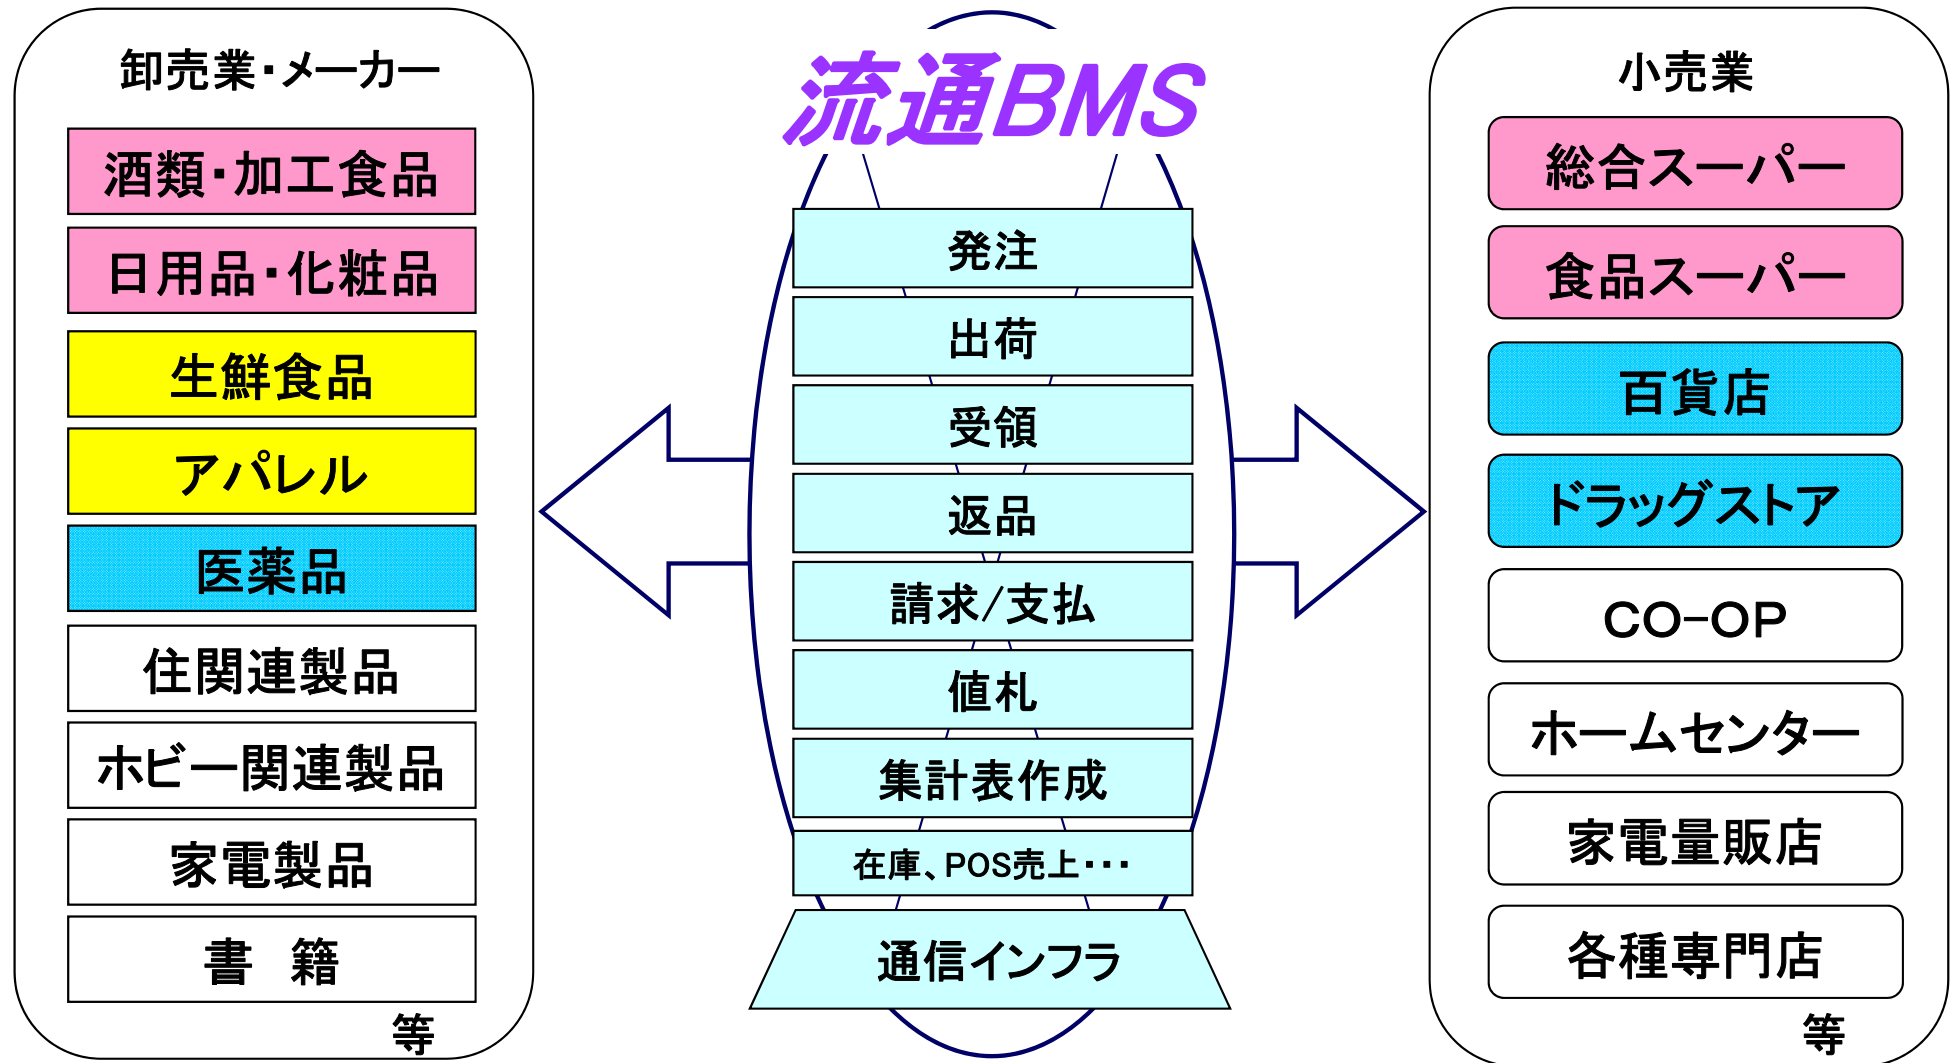 卸売業・メーカー
酒類・加工食品
日用品・化粧品
生鮮食品
アパレル
医薬品
住関連製品
ホビー関連製品
家電製品
書　籍
等
流通BMS
発注
出荷
受領
返品
請求/支払
値札
集計表作成
在庫、POS売上・・・
通信インフラ
小売業
総合スーパー
食品スーパー
百貨店
ドラッグストア
CO-OP
ホームセンター
家電量販店
各種専門店
等